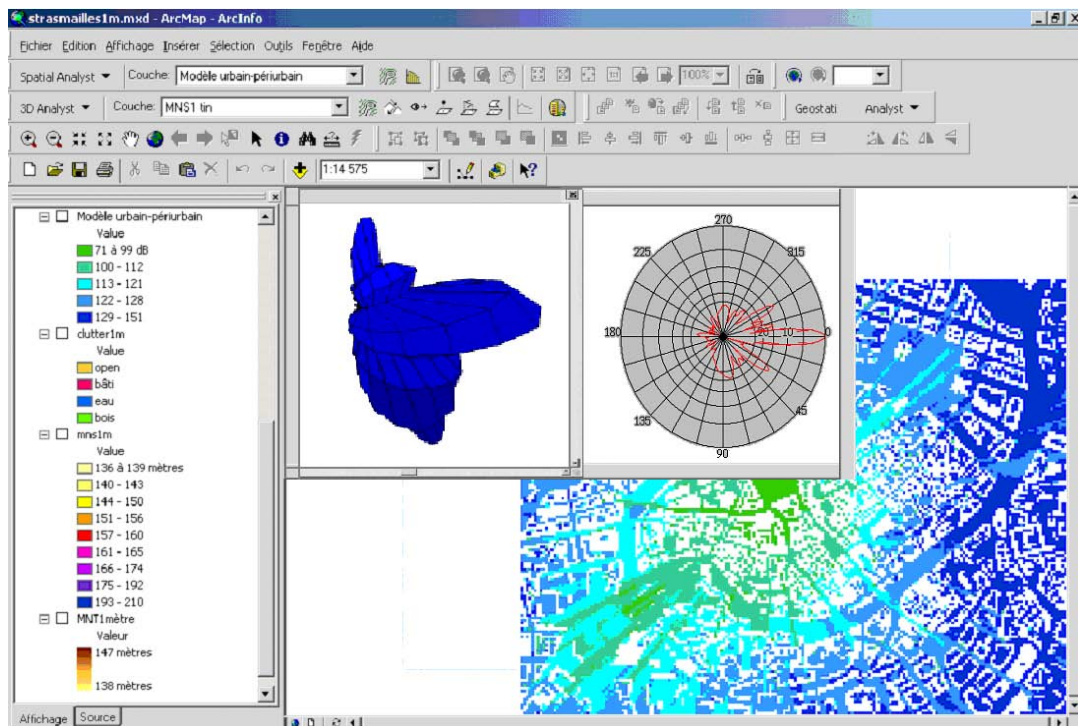 strasmailles1m.mxd - ArcMap - ArcInfo
Fichier Edition Affichage Insérer Sélection Outils Fenêtre Aide
Spatial Analyst Couche: Modèle urbain-périurbain 100%
3D Analyst Couche: MNS1 tin Geostati Analyst
1:14 575
Modèle urbain-périurbain
Value
71 à 99 dB
100 - 112
113 - 121
122 - 128
129 - 151
clutter1m
Value
open
bâti
eau
bois
mns1m
Value
136 à 139 mètres
140 - 143
144 - 150
151 - 156
157 - 160
161 - 165
166 - 174
175 - 192
193 - 210
MNT1mètre
Valeur
147 mètres
138 mètres
Affichage Source
270
225 315
180 10 0
135 45
90